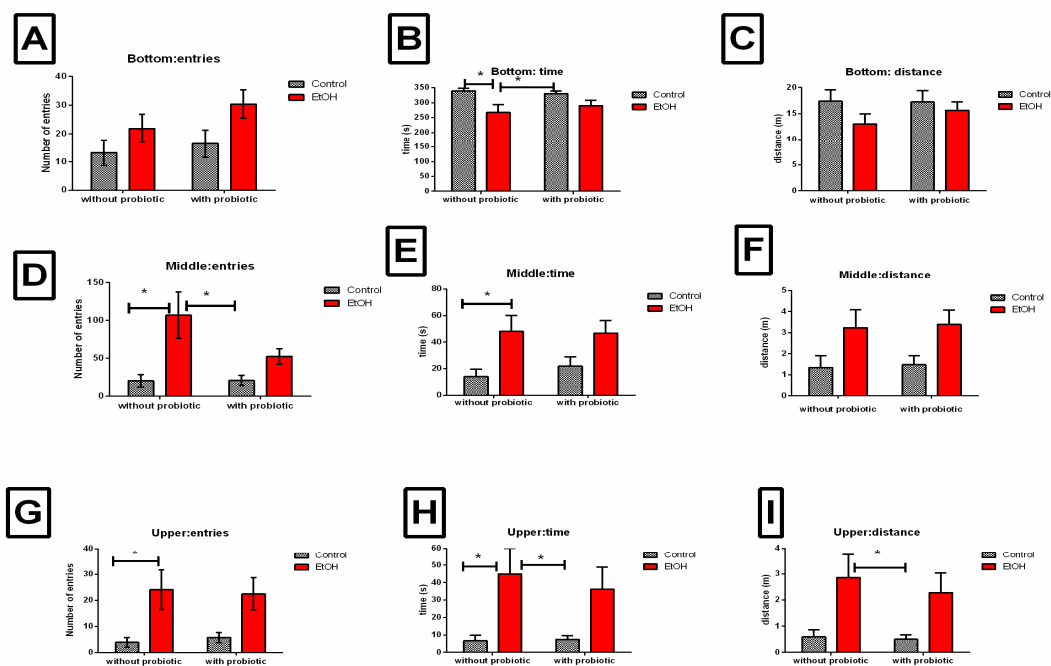 A
Bottom:entries
Number of entries
40
30
20
10
0
without probiotic
with probiotic
Control
EtOH
B
Bottom: time
time (s)
350
300
250
200
150
100
50
0
*
*
without probiotic
with probiotic
Control
EtOH
C
Bottom: distance
distance (m)
20
15
10
5
0
without probiotic
with probiotic
Control
EtOH
D
Middle:entries
Number of entries
150
100
50
0
*
*
without probiotic
with probiotic
Control
EtOH
E
Middle:time
time (s)
80
60
40
20
0
*
without probiotic
with probiotic
Control
EtOH
F
Middle:distance
distance (m)
5
4
3
2
1
0
without probiotic
with probiotic
Control
EtOH
G
Upper:entries
Number of entries
40
30
20
10
0
*
without probiotic
with probiotic
Control
EtOH
H
Upper:time
time (s)
60
50
40
30
20
10
0
*
*
without probiotic
with probiotic
Control
EtOH
I
Upper:distance
distance (m)
4
3
2
1
0
*
without probiotic
with probiotic
Control
EtOH